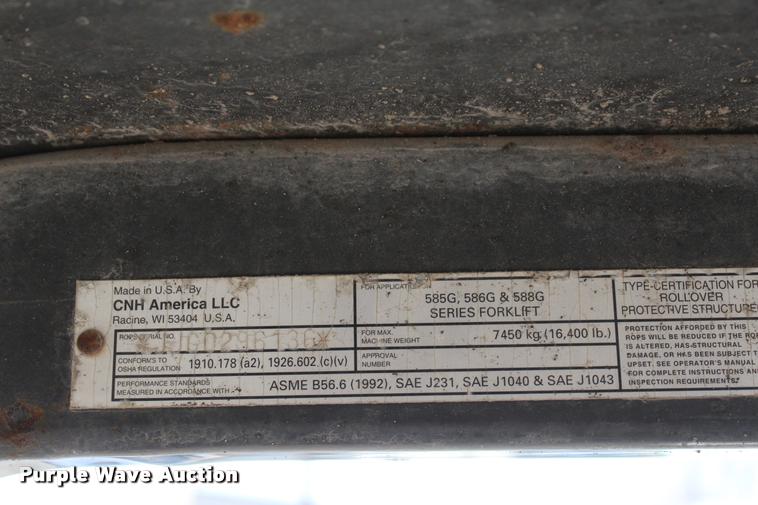 Made in U.S.A. By
CNH America LLC
Racine, WI 53404 U.S.A.
ROPS SERIAL NO.
CONFORMS TO
OSHA REGULATION 1910.178 (a2), 1926.602.(c)(v)
PERFORMANCE STANDARDS
MEASURED IN ACCORDANCE WITH ASME B56.6 (1992), SAE J231, SAE J1040 & SAE J1043
FOR APPLICATION
585G, 586G & 588G
SERIES FORKLIFT
FOR MAX.
MACHINE WEIGHT 7450 kg (16,400 lb.)
APPROVAL
NUMBER
TYPE-CERTIFICATION FOR
ROLLOVER
PROTECTIVE STRUCTURE
PROTECTION AFFORDED BY THIS
ROPS WILL BE REDUCED IF THE
IS ALTERED, HAS STRUCTURAL
DAMAGE, OR HAS BEEN SUBJECT
UPSET. SEE OPERATOR'S MANUAL
FOR COMPLETE INSTRUCTIONS AND
INSPECTION REQUIREMENTS.
Purple Wave Auction